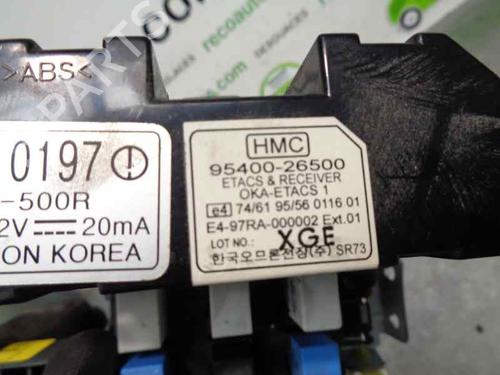 >ABS<
0197
-500R
2V⎓20mA
ON KOREA
HMC
95400-26500
ETACS & RECEIVER
OKA-ETACS 1
e4 74/61 95/56 0116 01
E4-97RA-000002 Ext.01
LOT NO.: XGE
한국오므론전장(주) SR73